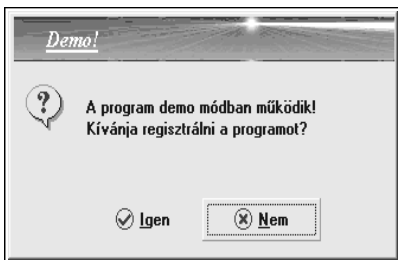 Demo!
A program demo módban működik!
Kívánja regisztrálni a programot?
Igen
Nem